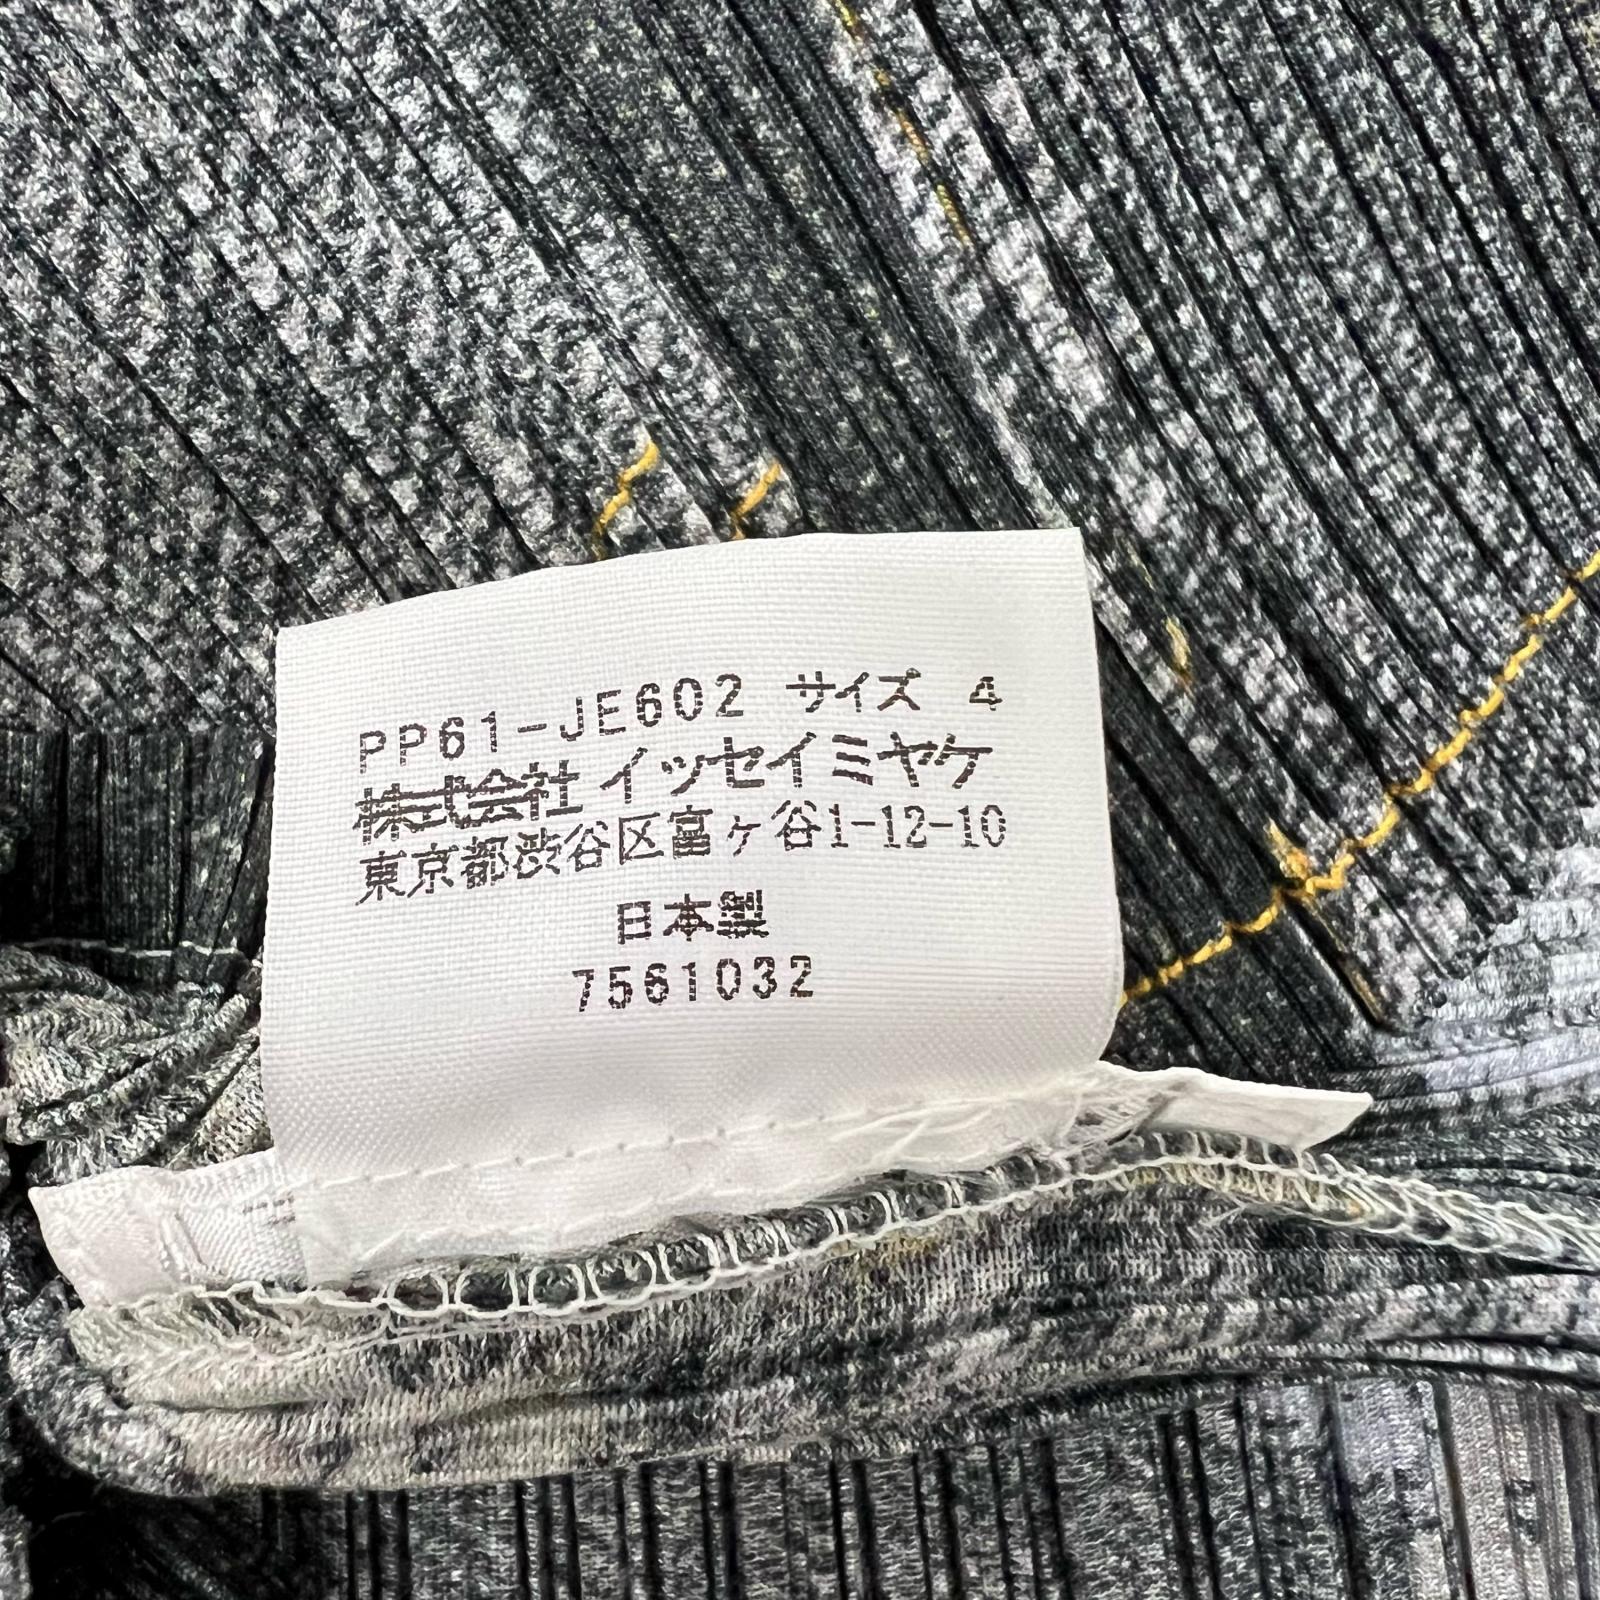 PP61-JE602 サイズ 4
株式会社 イッセイミヤケ
東京都渋谷区富ヶ谷1-12-10
日本製
7561032